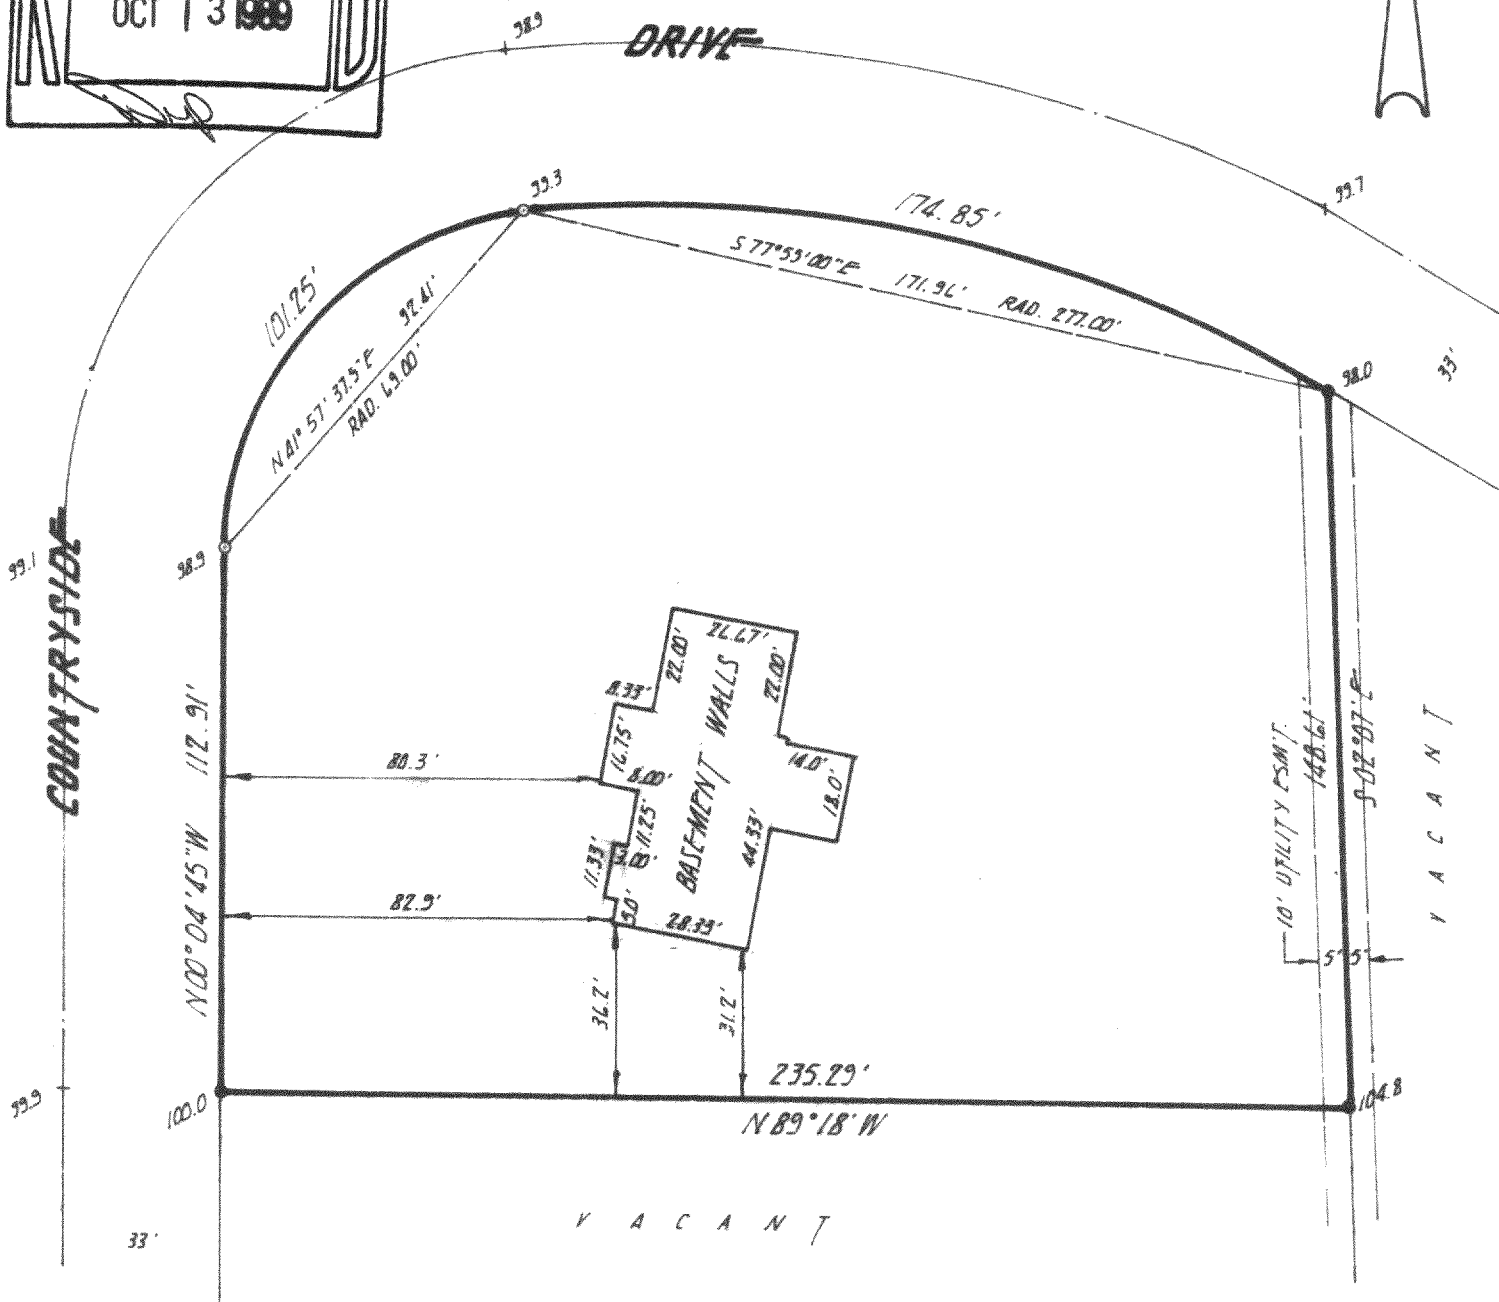 OCT 13 1989
98.9
DRIVE
99.7
99.3
174.85'
S 77°53'00"E 171.96' RAD. 277.00'
101.25'
92.41'
N 41° 57' 37.5"E
RAD. 69.00'
98.0
33'
99.1
COUNTRYSIDE
98.9
26.67'
22.00'
22.00'
8.33'
16.75'
BASEMENT WALLS
14.0'
18.0'
80.3'
8.00'
11.25'
44.33'
11.33'
3.00'
112.91'
N00°04'45"W
82.9'
5.0'
28.33'
36.2'
31.2'
10' UTILITY ESM'T.
148.61'
S 02°07' E
VACANT
5' 5'
235.29'
N 89°18' W
99.9
100.0
104.8
VACANT
33'